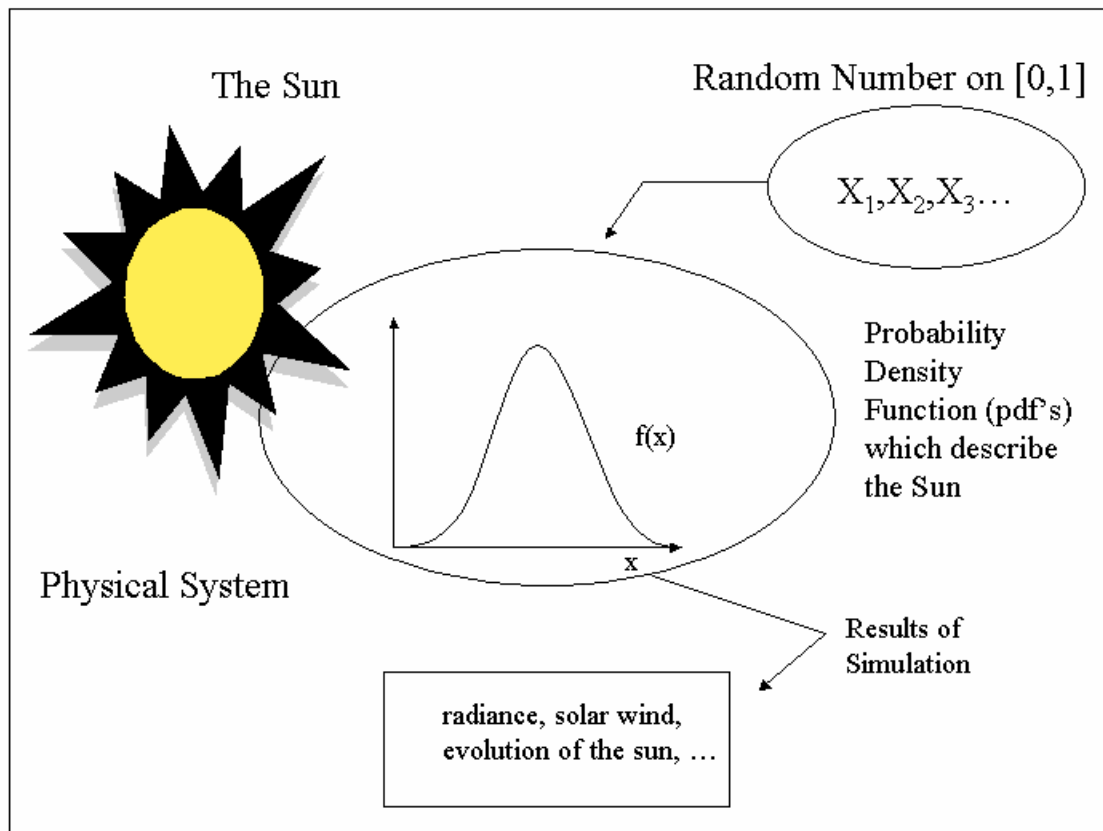 The Sun
Random Number on [0,1]
X₁,X₂,X₃…
Probability
Density
Function (pdf's)
which describe
the Sun
f(x)
x
Physical System
Results of
Simulation
radiance, solar wind,
evolution of the sun, …